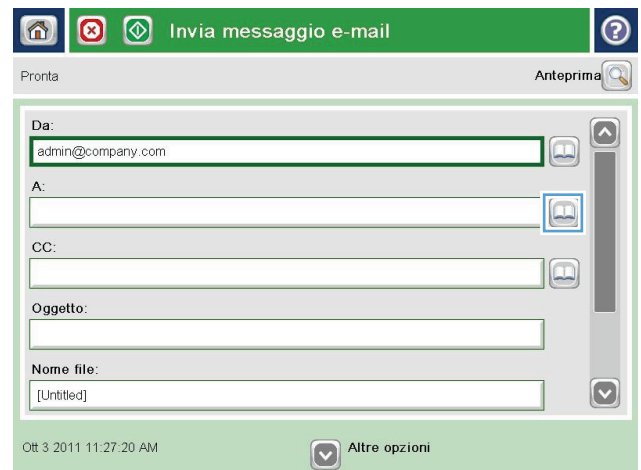 Invia messaggio e-mail
Pronta
Anteprima
Da:
admin@company.com
A:
CC:
Oggetto:
Nome file:
[Untitled]
Ott 3 2011 11:27:20 AM
Altre opzioni